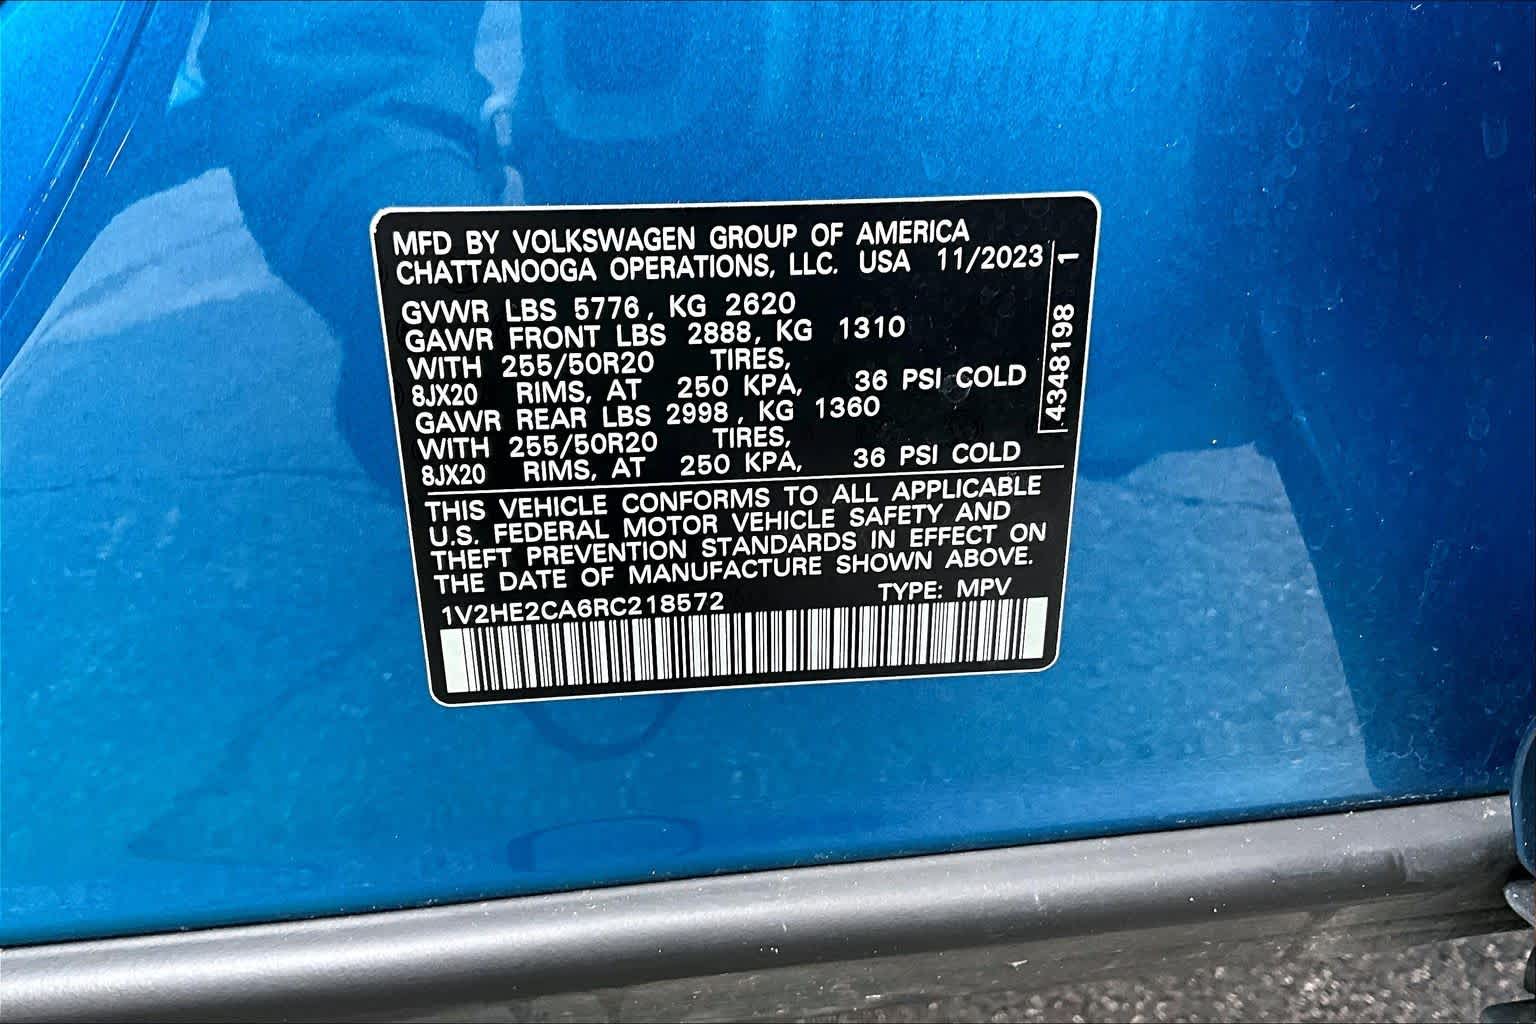 MFD BY VOLKSWAGEN GROUP OF AMERICA
CHATTANOOGA OPERATIONS, LLC. USA 11/2023
GVWR LBS 5776, KG 2620
GAWR FRONT LBS 2888, KG 1310
WITH 255/50R20 TIRES,
8JX20 RIMS, AT 250 KPA, 36 PSI COLD
GAWR REAR LBS 2998, KG 1360
WITH 255/50R20 TIRES,
8JX20 RIMS, AT 250 KPA, 36 PSI COLD
4348198 1
THIS VEHICLE CONFORMS TO ALL APPLICABLE
U.S. FEDERAL MOTOR VEHICLE SAFETY AND
THEFT PREVENTION STANDARDS IN EFFECT ON
THE DATE OF MANUFACTURE SHOWN ABOVE.
1V2HE2CA6RC218572 TYPE: MPV